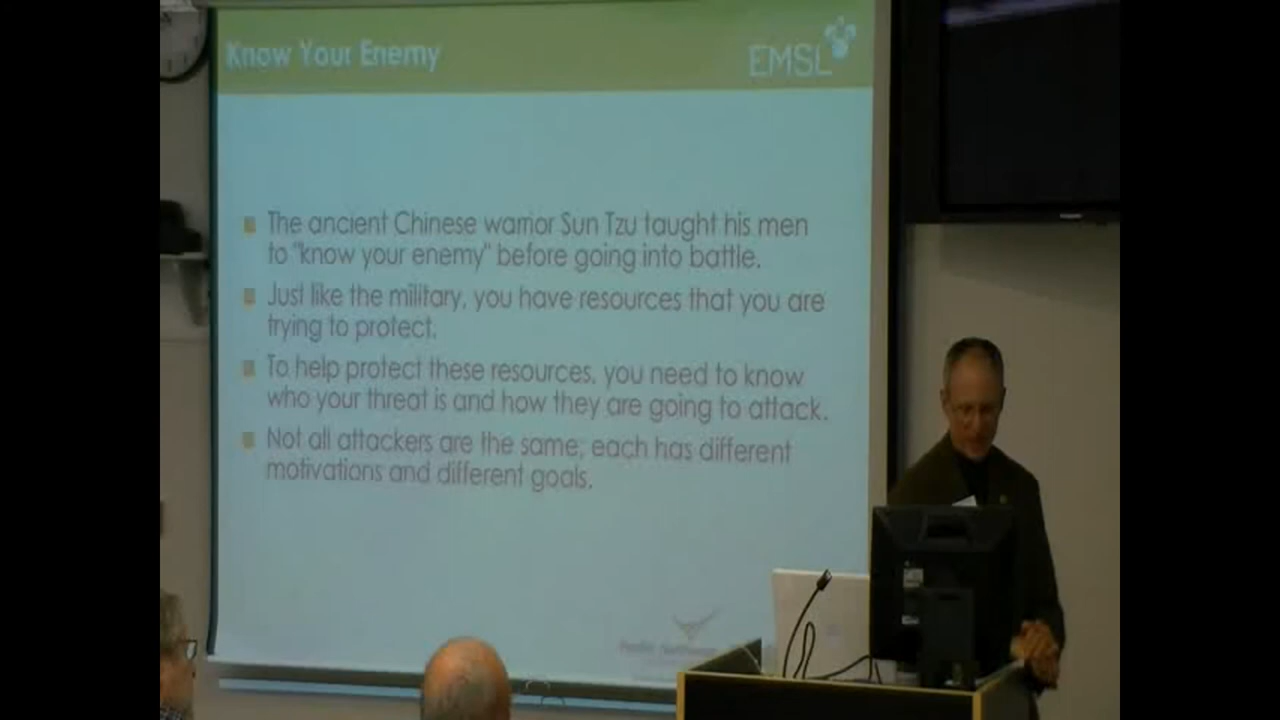 Know Your Enemy
EMSL
The ancient Chinese warrior Sun Tzu taught his men
to "know your enemy" before going into battle.
Just like the military, you have resources that you are
trying to protect.
To help protect these resources, you need to know
who your threat is and how they are going to attack.
Not all attackers are the same; each has different
motivations and different goals.
Pacific Northwest